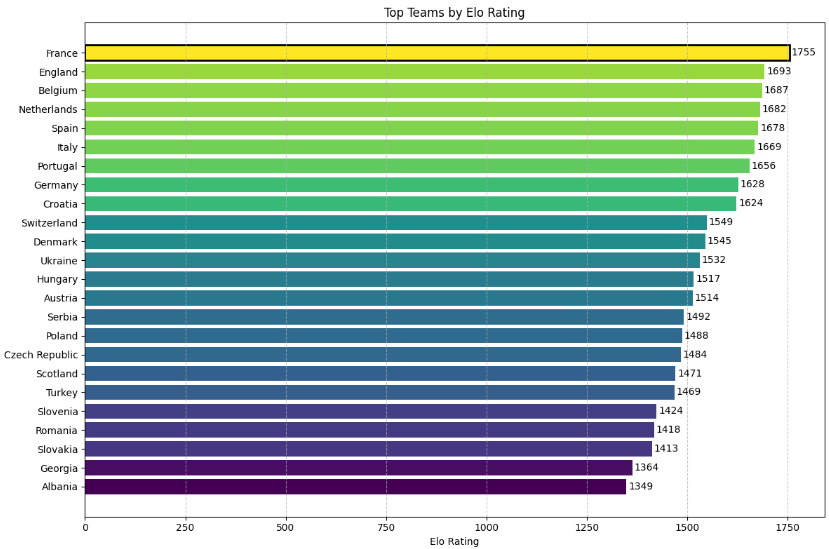 Top Teams by Elo Rating
France 1755
England 1693
Belgium 1687
Netherlands 1682
Spain 1678
Italy 1669
Portugal 1656
Germany 1628
Croatia 1624
Switzerland 1549
Denmark 1545
Ukraine 1532
Hungary 1517
Austria 1514
Serbia 1492
Poland 1488
Czech Republic 1484
Scotland 1471
Turkey 1469
Slovenia 1424
Romania 1418
Slovakia 1413
Georgia 1364
Albania 1349
0 250 500 750 1000 1250 1500 1750
Elo Rating